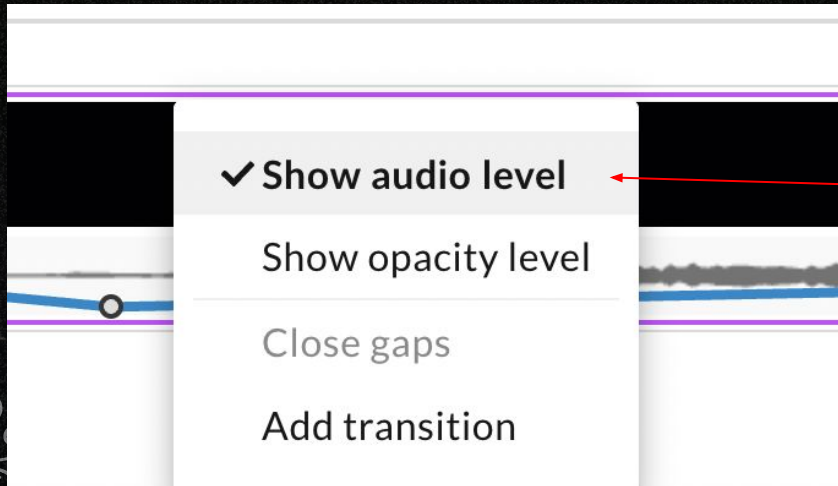 Show audio level
Show opacity level
Close gaps
Add transition